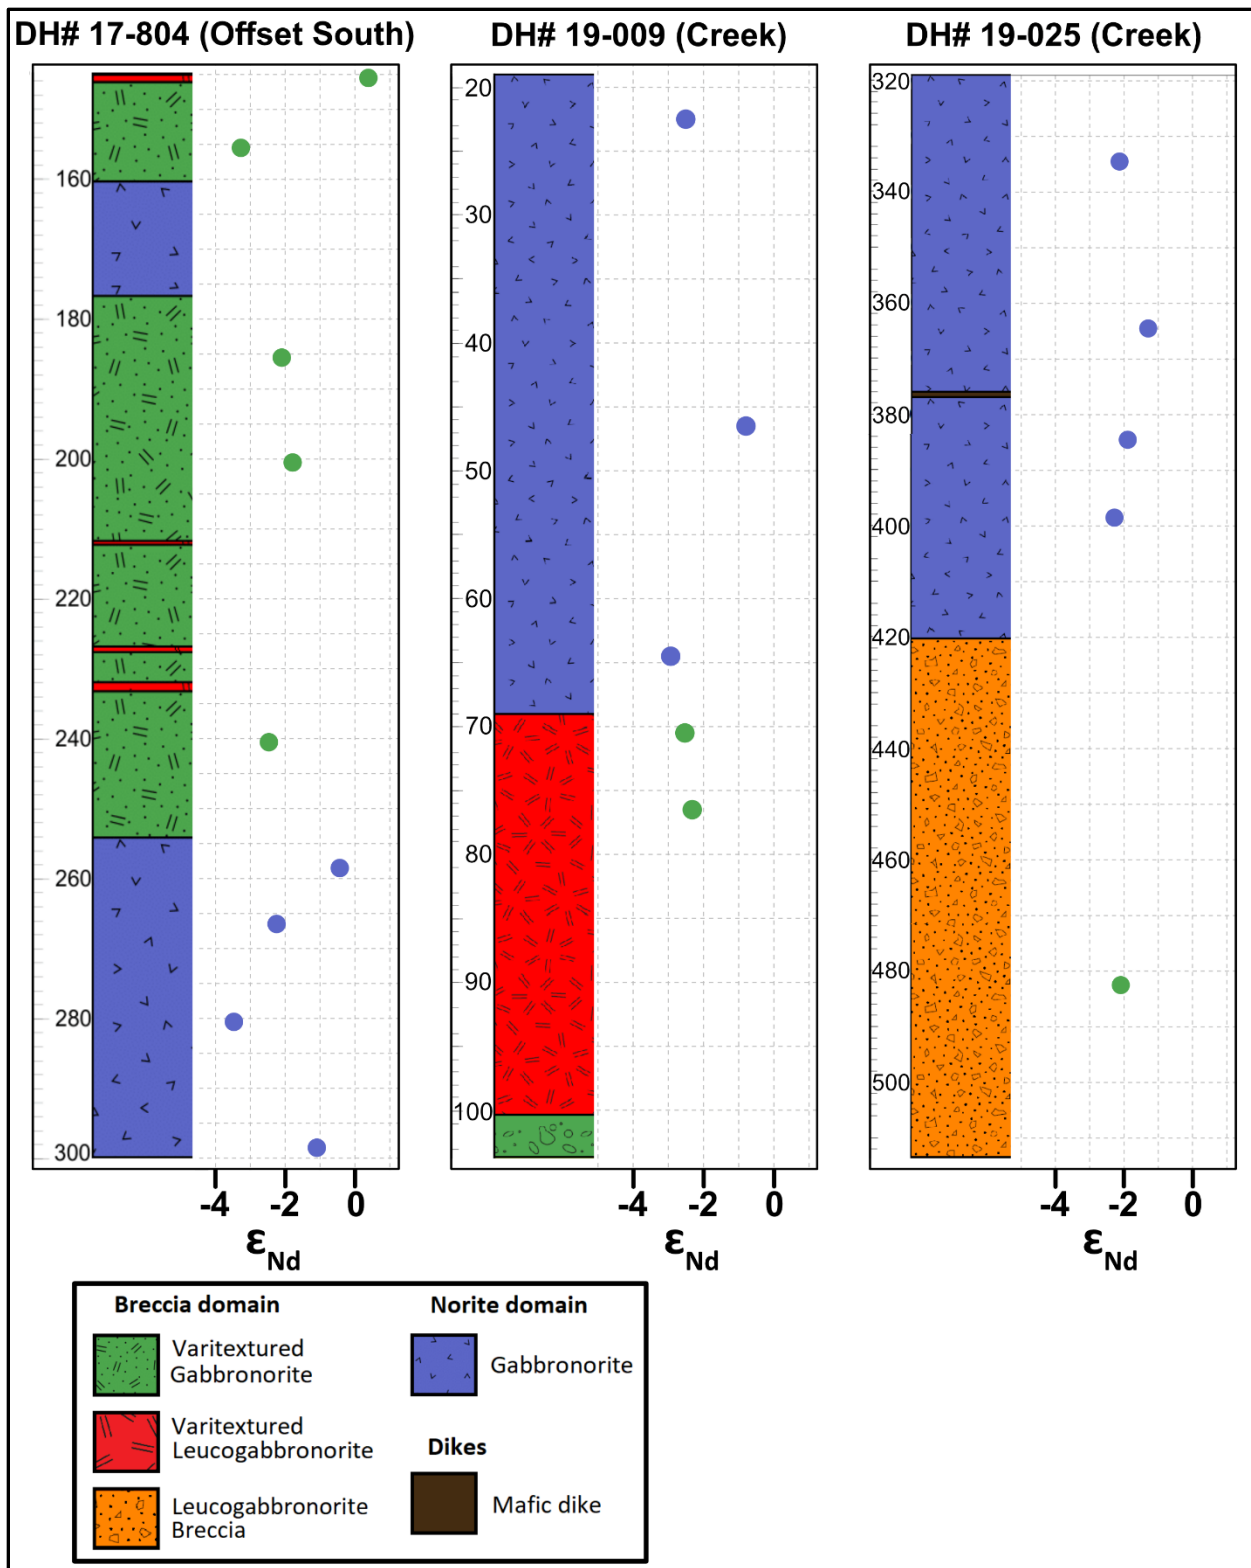 DH# 17-804 (Offset South)
DH# 19-009 (Creek)
DH# 19-025 (Creek)
160
180
200
220
240
260
280
300
-4 -2 0
εNd
20
30
40
50
60
70
80
90
100
-4 -2 0
εNd
320
340
360
380
400
420
440
460
480
500
-4 -2 0
εNd
Breccia domain
Varitextured
Gabbronorite
Varitextured
Leucogabbronorite
Leucogabbronorite
Breccia
Norite domain
Gabbronorite
Dikes
Mafic dike